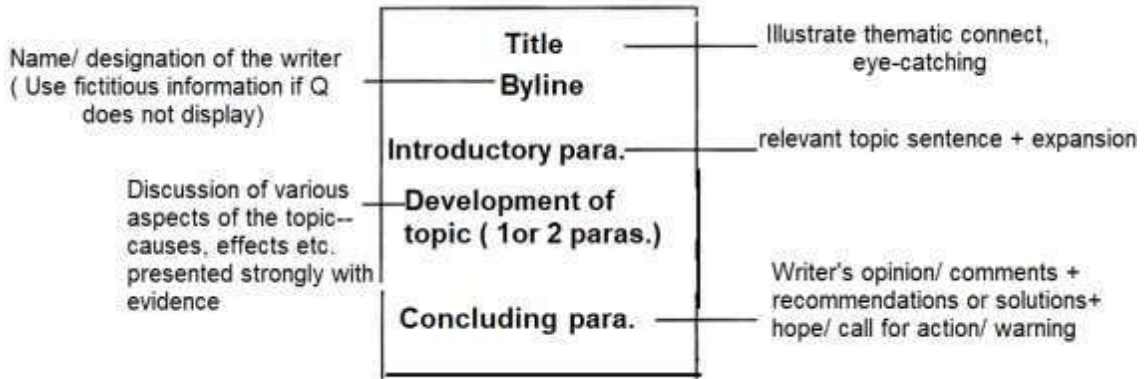 Title
Illustrate thematic connect,
eye-catching
Name/ designation of the writer
( Use fictitious information if Q
does not display)
Byline
Introductory para.
relevant topic sentence + expansion
Discussion of various
aspects of the topic--
causes, effects etc.
presented strongly with
evidence
Development of
topic ( 1or 2 paras.)
Writer's opinion/ comments +
recommendations or solutions+
hope/ call for action/ warning
Concluding para.